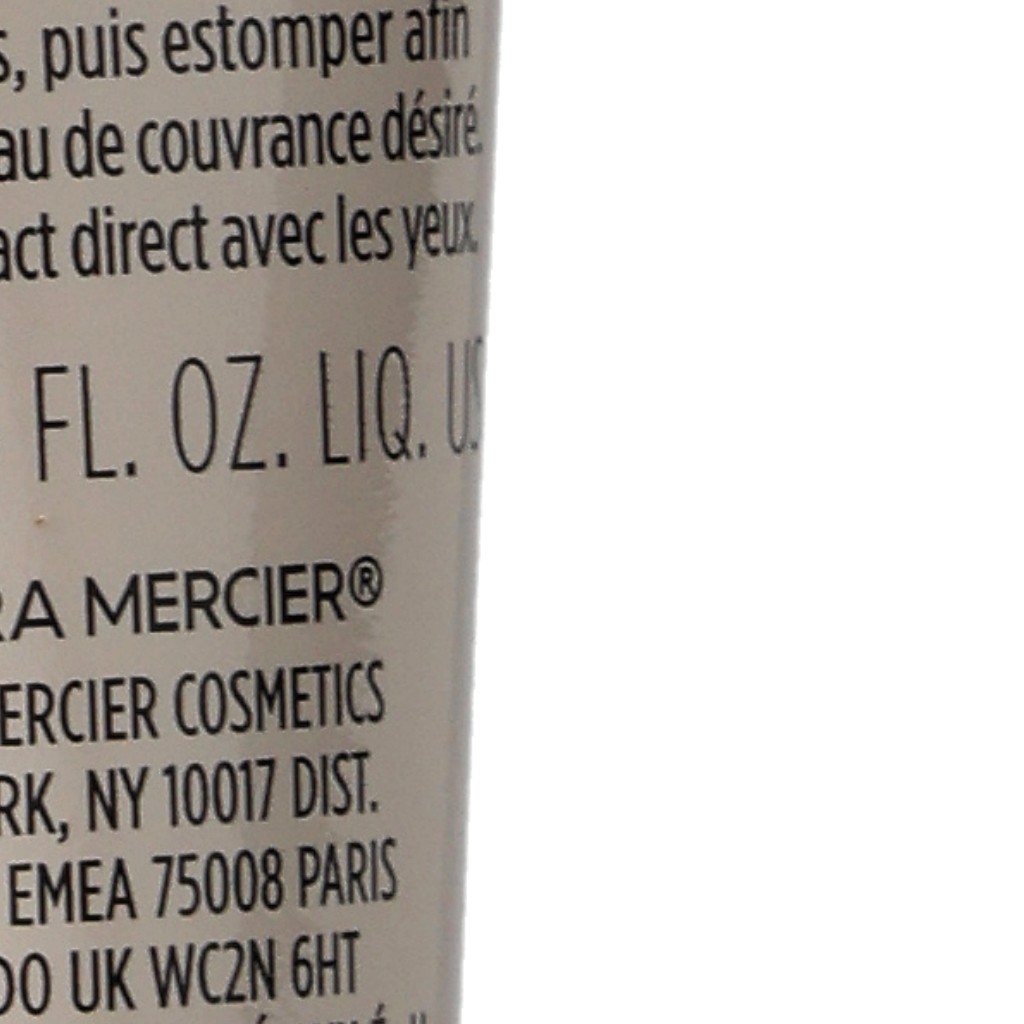 s, puis estomper afin
au de couvrance désiré.
act direct avec les yeux.
FL. OZ. LIQ. US
RA MERCIER®
ERCIER COSMETICS
RK, NY 10017 DIST.
EMEA 75008 PARIS
DO UK WC2N 6HT